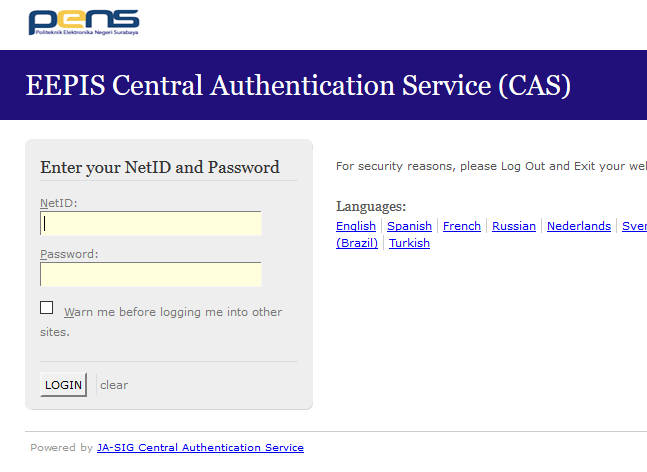 pens
Politeknik Elektronika Negeri Surabaya
EEPIS Central Authentication Service (CAS)
Enter your NetID and Password
NetID:
Password:
Warn me before logging me into other
sites.
LOGIN
clear
For security reasons, please Log Out and Exit your
Languages:
English Spanish French Russian Nederlands
(Brazil) Turkish
Powered by JA-SIG Central Authentication Service